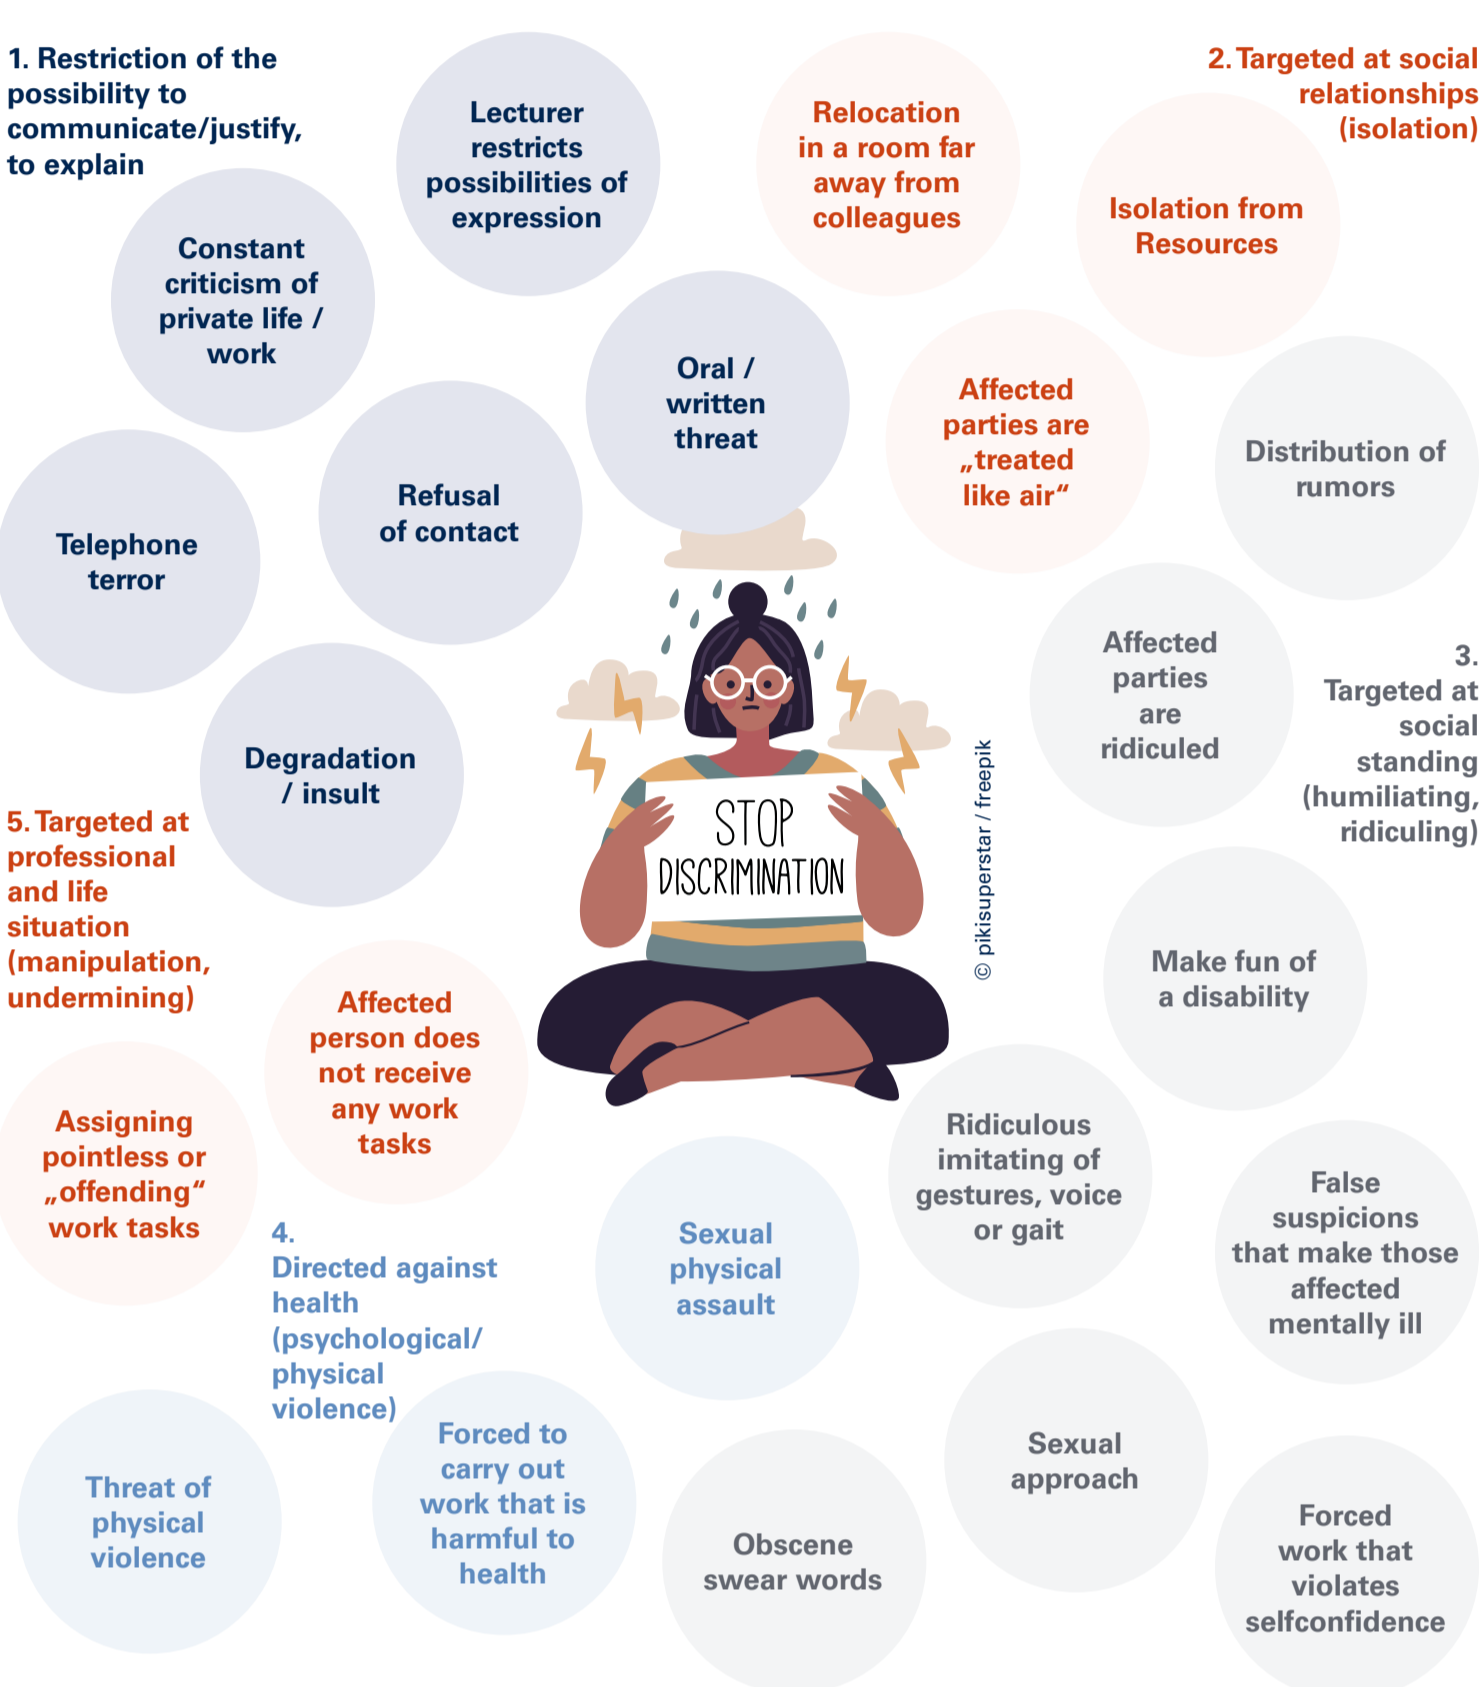 1. Restriction of the
possibility to
communicate/justify,
to explain
Lecturer
restricts
possibilities of
expression
Constant
criticism of
private life /
work
Oral /
written
threat
Refusal
of contact
Telephone
terror
Degradation
/ insult
2. Targeted at social
relationships
(isolation)
Relocation
in a room far
away from
colleagues
Isolation from
Resources
Affected
parties are
„treated
like air“
3.
Targeted at
social
standing
(humiliating,
ridiculing)
Distribution of
rumors
Affected
parties
are
ridiculed
Make fun of
a disability
Ridiculous
imitating of
gestures, voice
or gait
False
suspicions
that make those
affected
mentally ill
Sexual
approach
Obscene
swear words
Forced
work that
violates
selfconfidence
STOP
DISCRIMINATION
© pikisuperstar / freepik
4.
Directed against
health
(psychological/
physical
violence)
Sexual
physical
assault
Forced to
carry out
work that is
harmful to
health
Threat of
physical
violence
5. Targeted at
professional
and life
situation
(manipulation,
undermining)
Affected
person does
not receive
any work
tasks
Assigning
pointless or
„offending“
work tasks